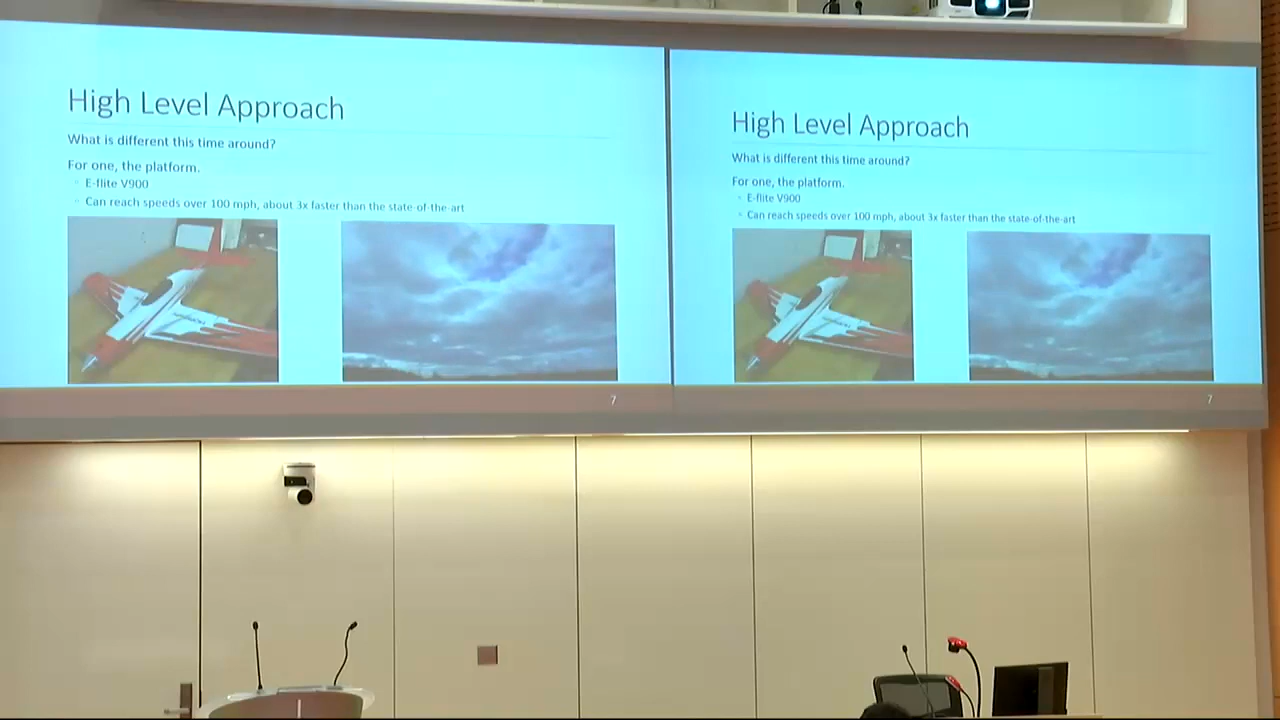 High Level Approach
What is different this time around?
For one, the platform.
E-flite V900
Can reach speeds over 100 mph, about 3x faster than the state-of-the-art
7
High Level Approach
What is different this time around?
For one, the platform.
E-flite V900
Can reach speeds over 100 mph, about 3x faster than the state-of-the-art
7